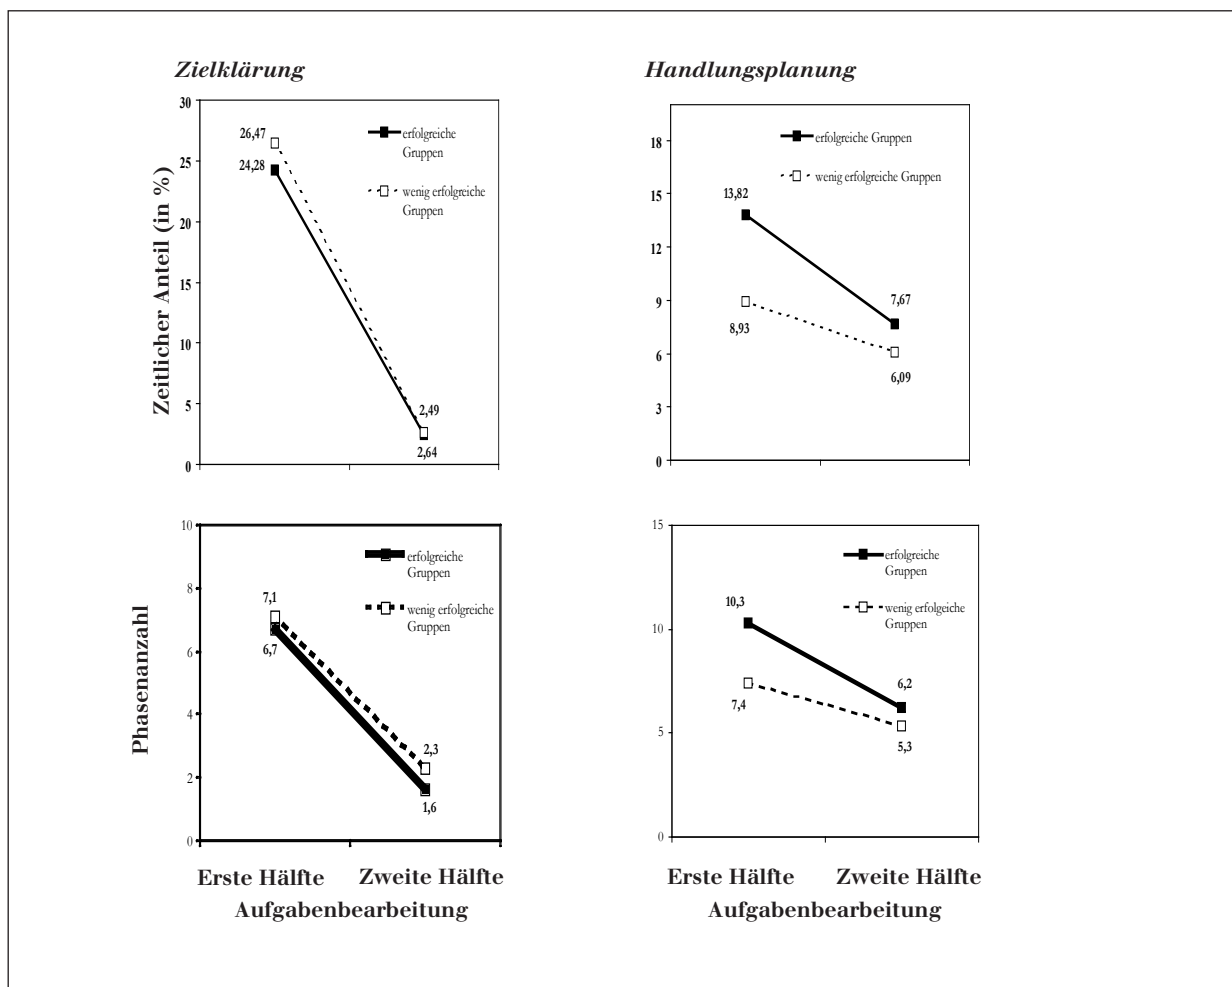 Zielklärung
Zeitlicher Anteil (in %)
30
25
20
15
10
5
0
26,47
24,28
2,49
2,64
erfolgreiche
Gruppen
wenig erfolgreiche
Gruppen
Handlungsplanung
18
15
12
9
6
3
0
13,82
8,93
7,67
6,09
erfolgreiche Gruppen
wenig erfolgreiche Gruppen
Phasenanzahl
10
8
6
4
2
0
7,1
6,7
2,3
1,6
erfolgreiche
Gruppen
wenig erfolgreiche
Gruppen
Erste Hälfte Zweite Hälfte
Aufgabenbearbeitung
15
10
5
0
10,3
7,4
6,2
5,3
erfolgreiche
Gruppen
wenig erfolgeiche
Gruppen
Erste Hälfte Zweite Hälfte
Aufgabenbearbeitung